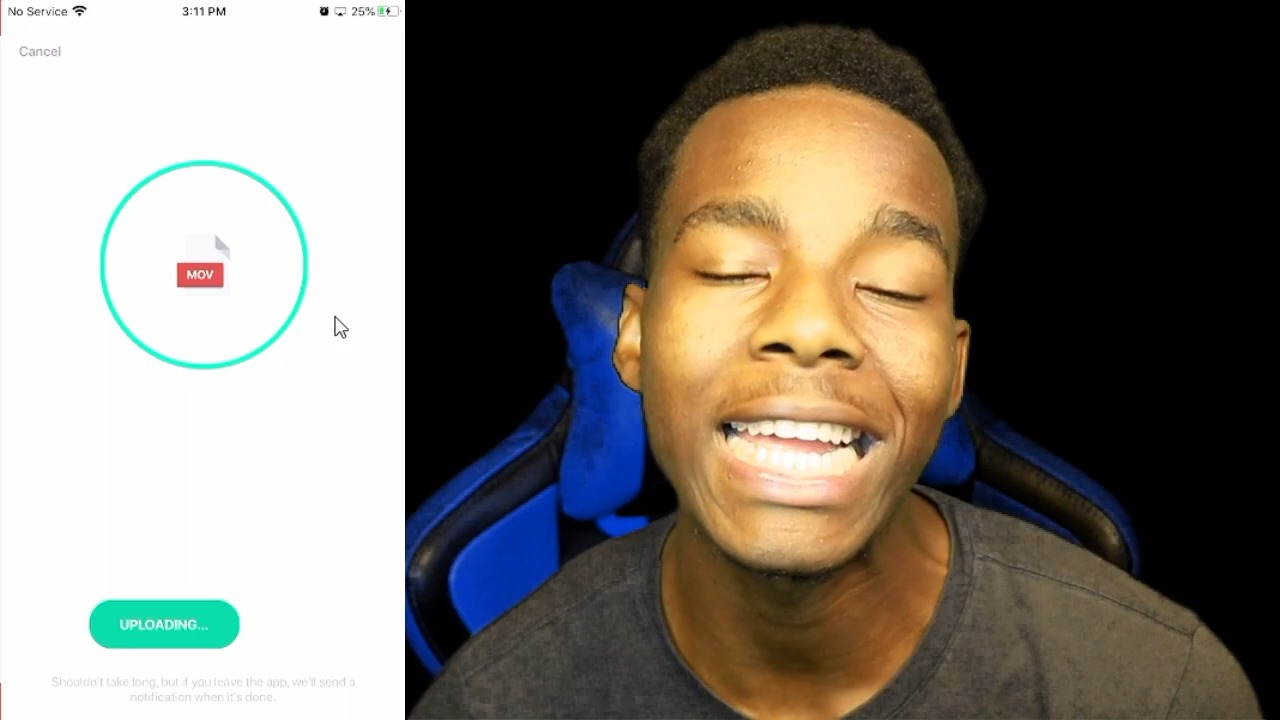 No Service 3:11 PM 25%
Cancel
MOV
UPLOADING...
Shouldn't take long, but if you leave the app, we'll send a
notification when it's done.